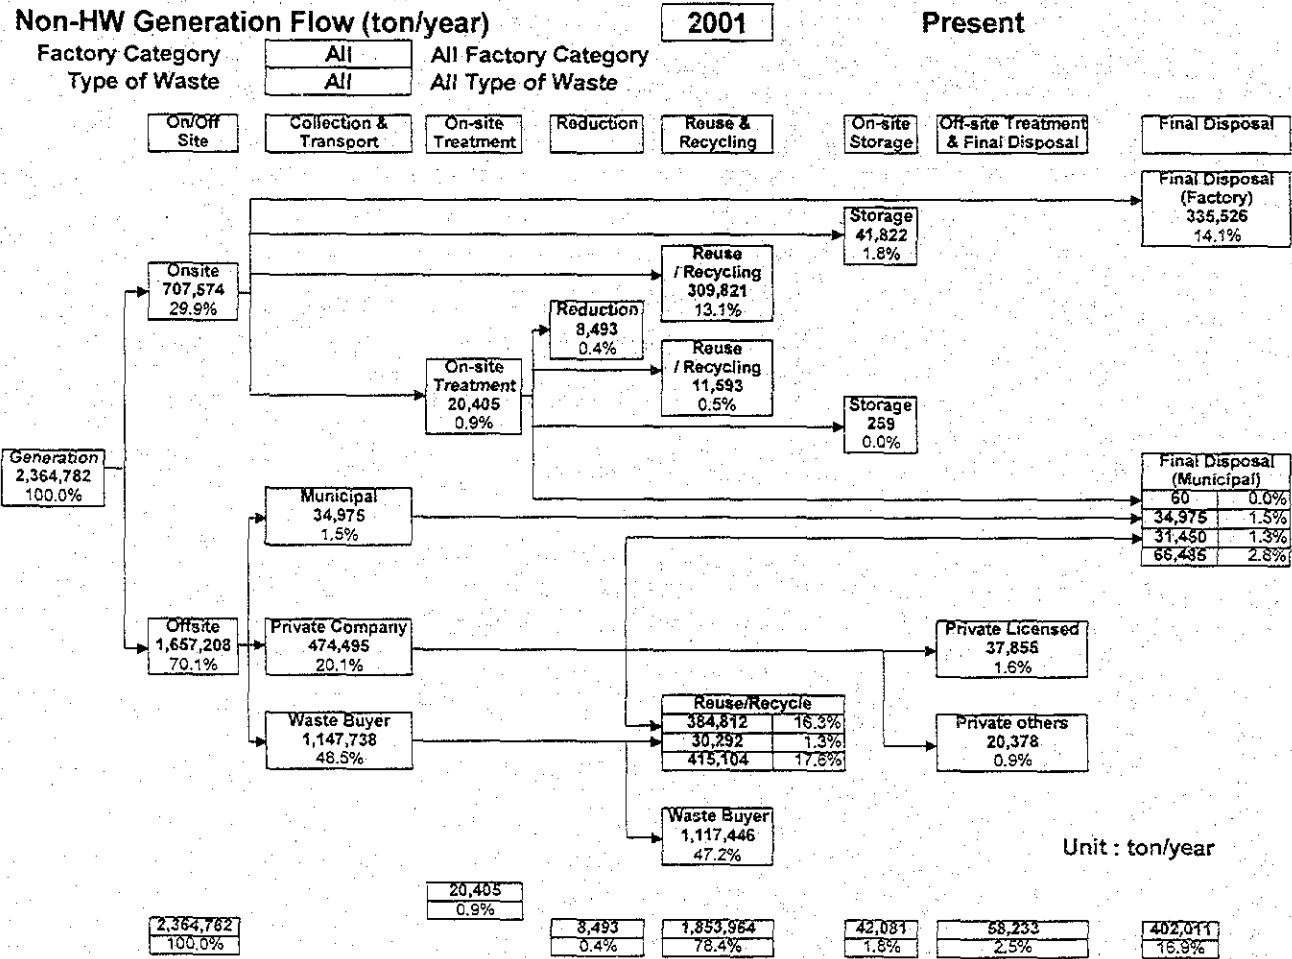 Non-HW Generation Flow (ton/year)
2001
Present
Factory Category
All
All Factory Category
Type of Waste
All
All Type of Waste
On/Off
Site
Collection &
Transport
On-site
Treatment
Reduction
Reuse &
Recycling
On-site
Storage
Off-site Treatment
& Final Disposal
Final Disposal
Final Disposal
(Factory)
335,526
14.1%
Storage
41,822
1.8%
Reuse
/ Recycling
309,821
13.1%
Onsite
707,574
29.9%
Reduction
8,493
0.4%
Reuse
/ Recycling
11,593
0.5%
On-site
Treatment
20,405
0.9%
Storage
259
0.0%
Generation
2,364,782
100.0%
Final Disposal
(Municipal)
60 0.0%
34,975 1.5%
31,450 1.3%
66,485 2.8%
Municipal
34,975
1.5%
Offsite
1,657,208
70.1%
Private Company
474,495
20.1%
Private Licensed
37,855
1.6%
Waste Buyer
1,147,738
48.5%
Reuse/Recycle
384,812 16.3%
30,292 1.3%
415,104 17.6%
Private others
20,378
0.9%
Waste Buyer
1,117,446
47.2%
Unit : ton/year
20,405
0.9%
2,364,782
100.0%
8,493
0.4%
1,853,964
78.4%
42,081
1.8%
58,233
2.5%
402,011
16.9%